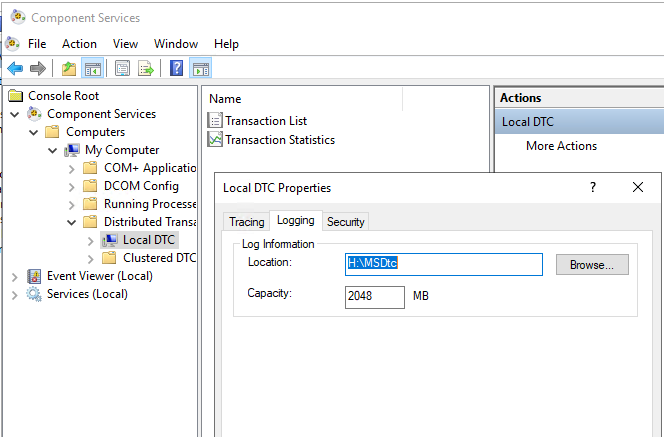 Component Services
File Action View Window Help
Console Root
Component Services
Computers
My Computer
COM+ Applicatio
DCOM Config
Running Processe
Distributed Transa
Local DTC
Clustered DTC
Event Viewer (Local)
Services (Local)
Name
Transaction List
Transaction Statistics
Actions
Local DTC
More Actions
Local DTC Properties
Tracing Logging Security
Log Information
Location: H:\MSDtc Browse...
Capacity: 2048 MB